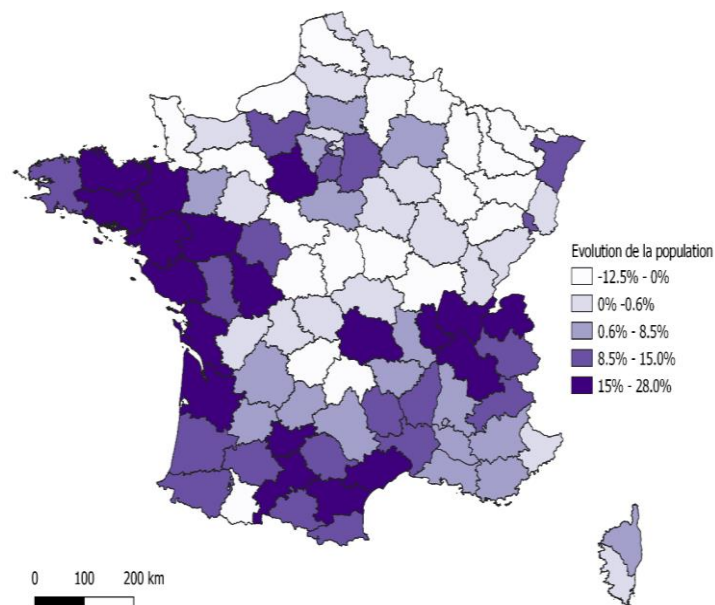 Evolution de la population
-12.5% - 0%
0% -0.6%
0.6% - 8.5%
8.5% - 15.0%
15% - 28.0%
0 100 200 km